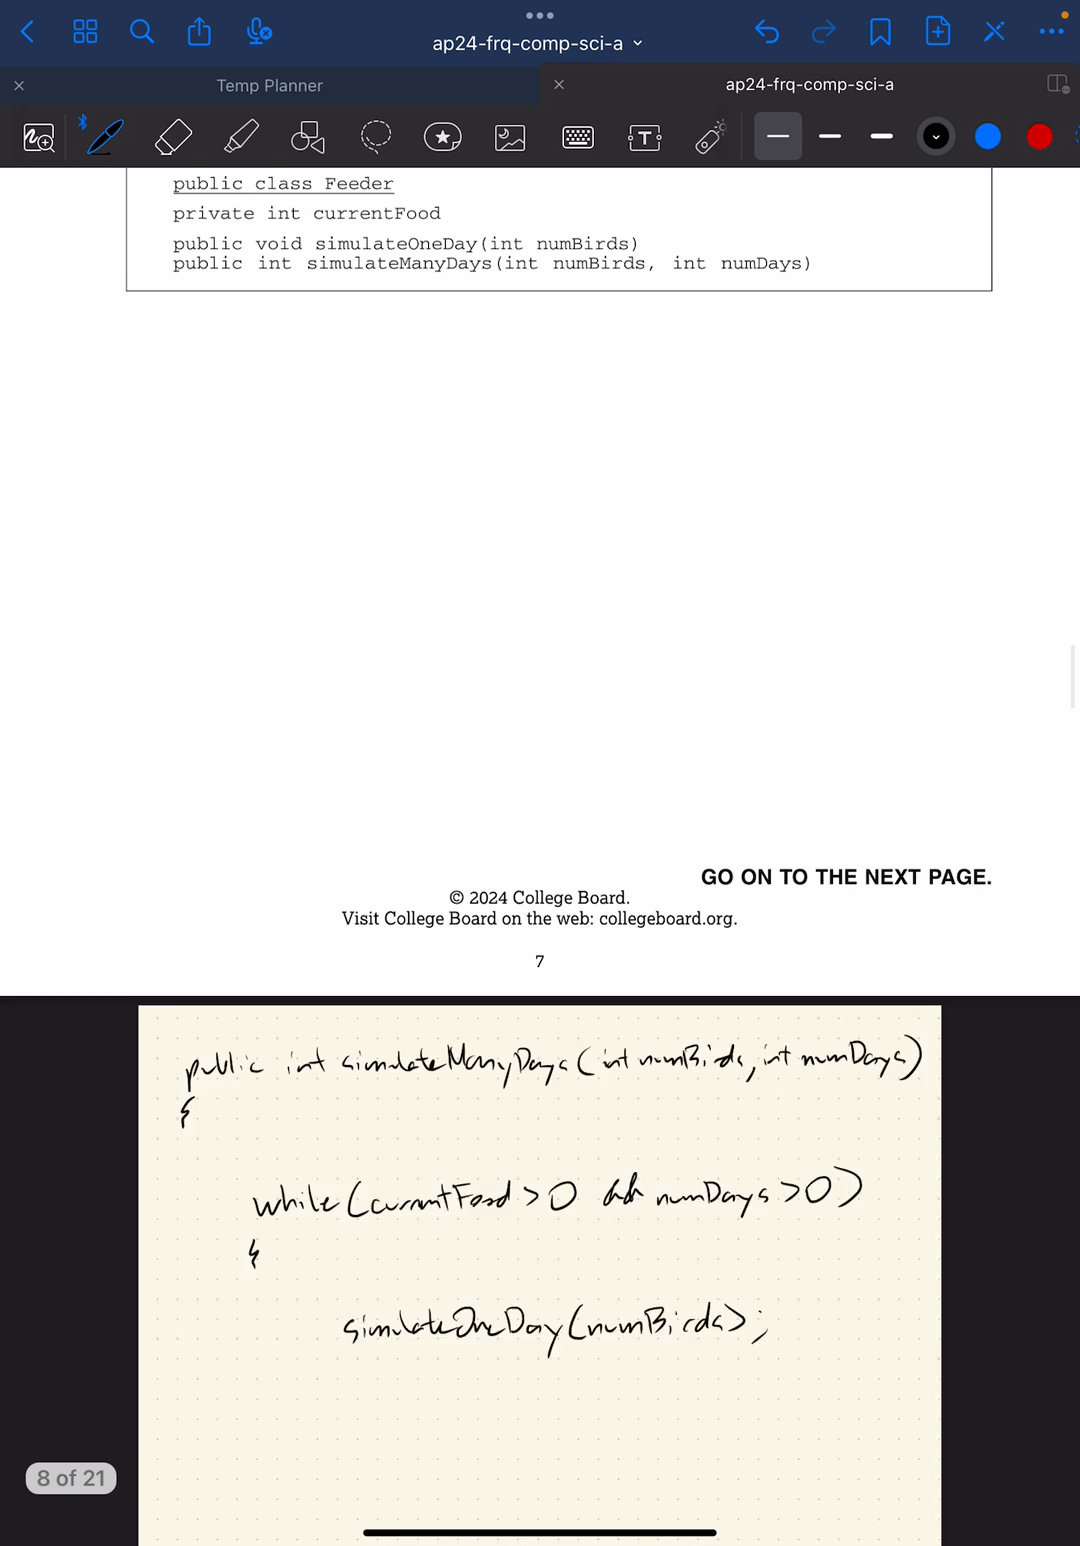 ap24-frq-comp-sci-a
Temp Planner
ap24-frq-comp-sci-a
public class Feeder
private int currentFood
public void simulateOneDay(int numBirds)
public int simulateManyDays(int numBirds, int numDays)
GO ON TO THE NEXT PAGE.
© 2024 College Board.
Visit College Board on the web: collegeboard.org.
7
public int simulateManyDays(int numBirds, int numDays)
{
while(currentFood > 0 && numDays > 0)
{
simulateOneDay(numBirds);
8 of 21